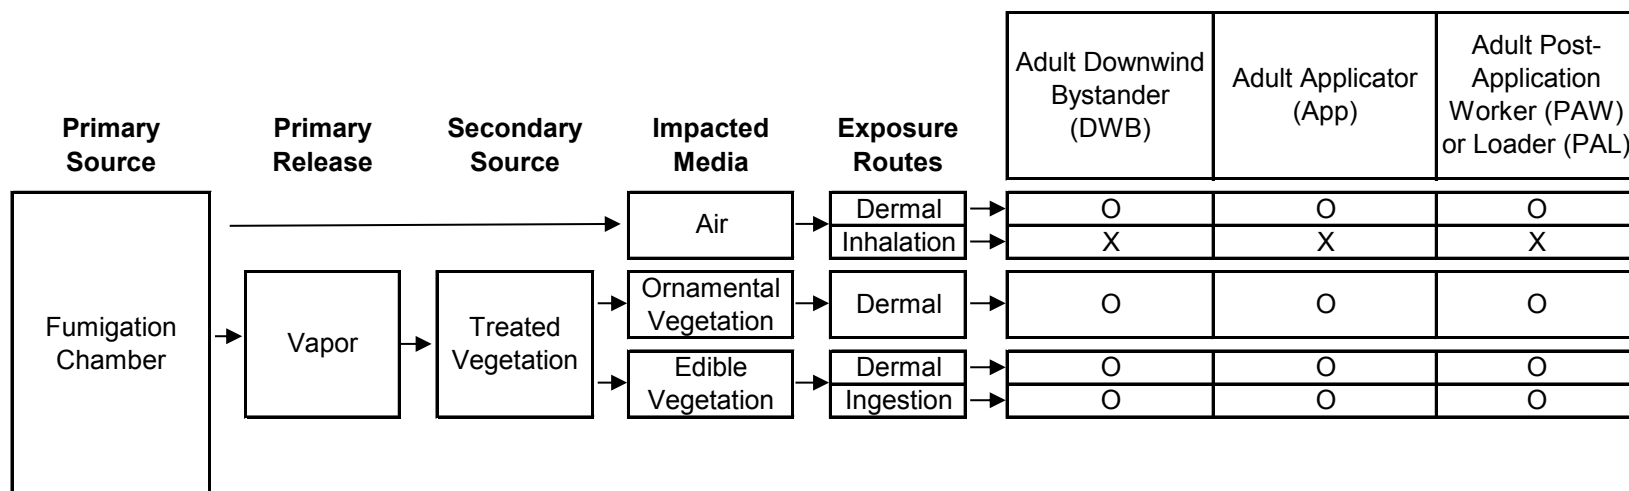 Adult Downwind
Bystander
(DWB)
Adult Applicator
(App)
Adult Post-
Application
Worker (PAW)
or Loader (PAL)
Primary
Source
Primary
Release
Secondary
Source
Impacted
Media
Exposure
Routes
Fumigation
Chamber
Air
Dermal
O
O
O
Inhalation
X
X
X
Vapor
Treated
Vegetation
Ornamental
Vegetation
Dermal
O
O
O
Edible
Vegetation
Dermal
O
O
O
Ingestion
O
O
O